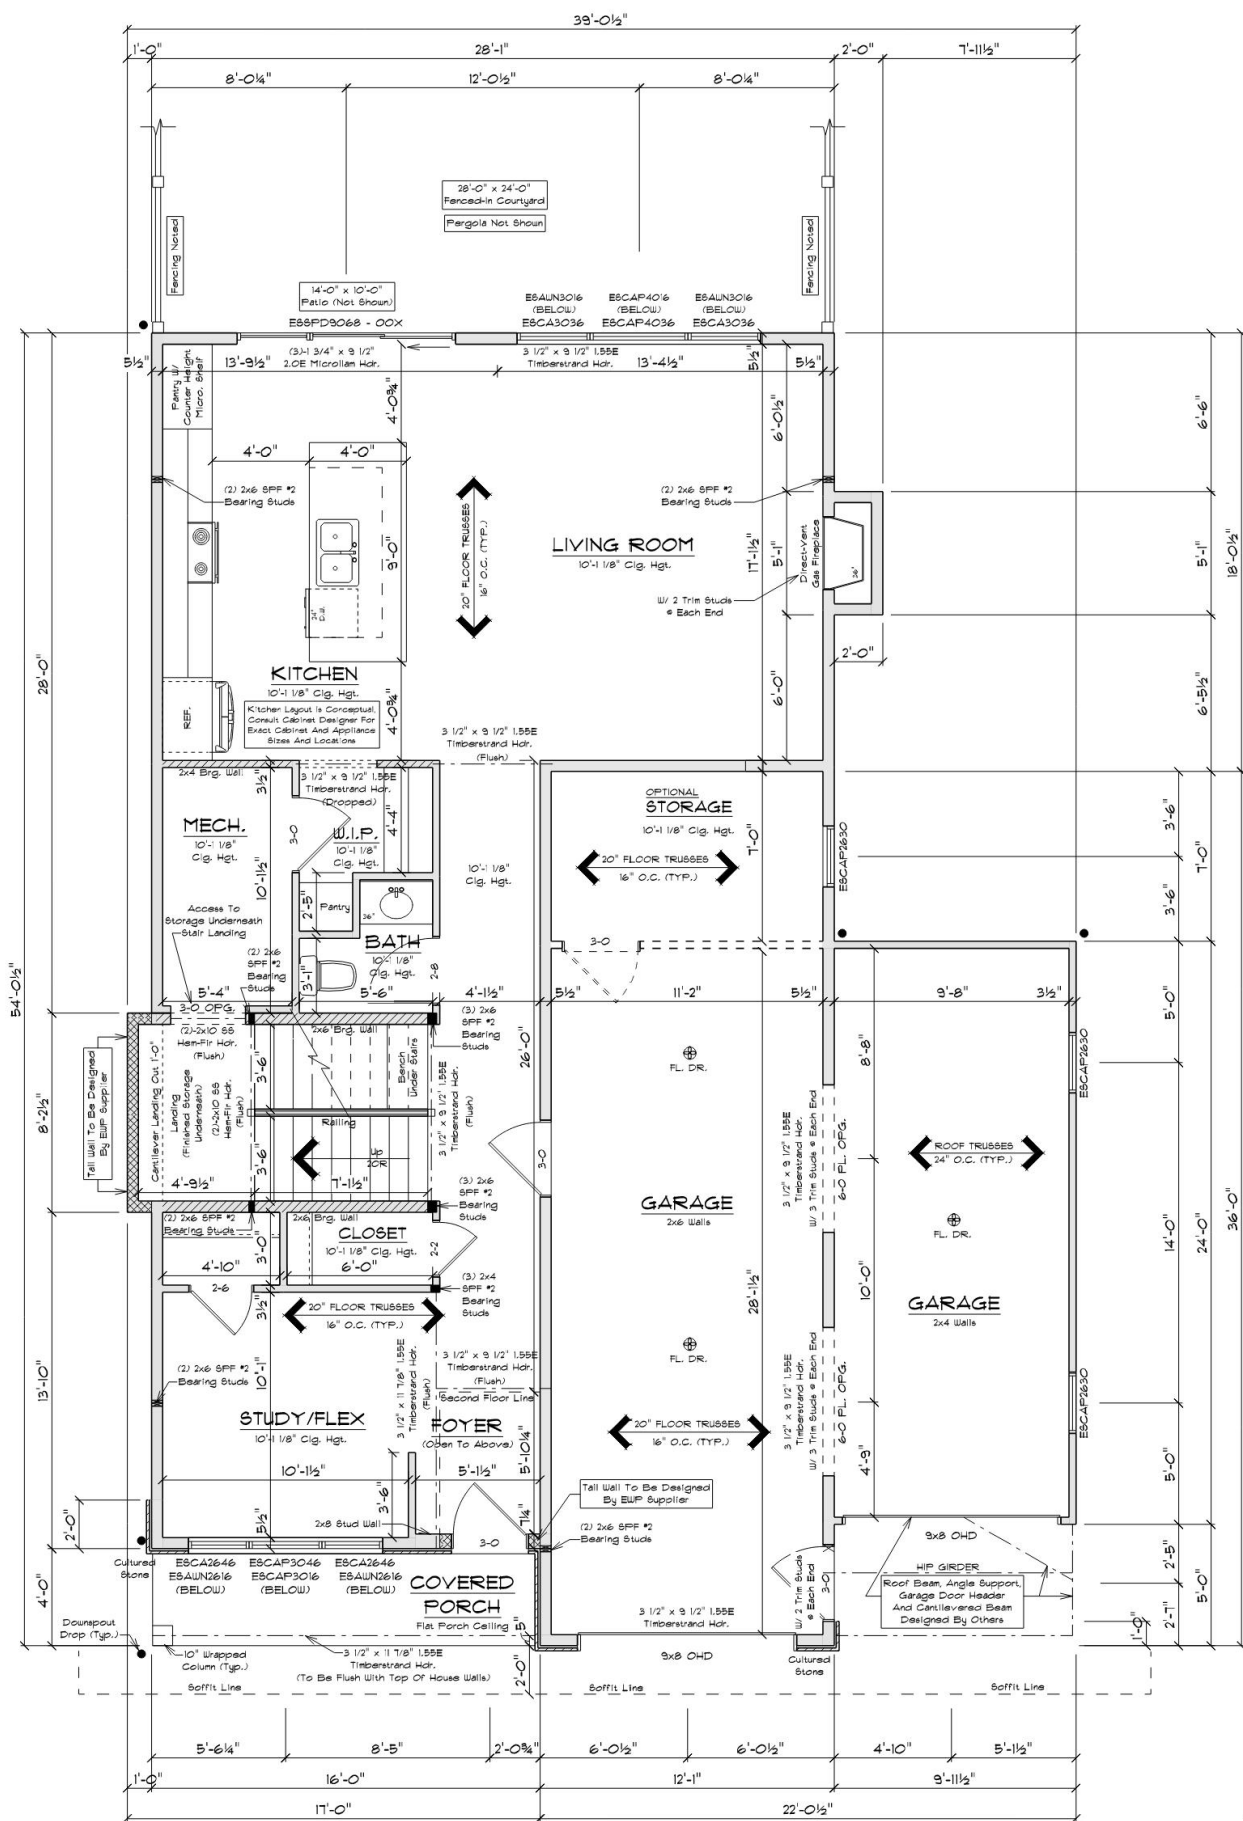 39'-0½"
1'-0"
28'-1"
2'-0"
7'-11½"
8'-0¼"
12'-0½"
8'-0¼"
28'-0" x 24'-0"
Fenced-In Courtyard
Pergola Not Shown
Fencing Noted
Fencing Noted
14'-0" x 10'-0"
Patio (Not Shown)
ESSPD9068 - OOX
ESAUN3016
(BELOW)
ESCA3036
ESCAP4016
(BELOW)
ESCAP4036
ESAUN3016
(BELOW)
ESCA3036
5½"
13'-9½"
(3)-1 3/4" x 9 1/2"
2.0E Microllam Hdr.
3 1/2" x 9 1/2" 1.55E
Timberstrand Hdr.
13'-4½"
5½"
5½"
Pantry W/
Counter Height
Micro. Shelf
4'-0¾"
6'-0½"
6'-6"
4'-0"
4'-0"
(2) 2x6 SPF #2
Bearing Studs
(2) 2x6 SPF #2
Bearing Studs
20" FLOOR TRUSSES
16" O.C. (TYP.)
9'-0"
24"
D.W.
LIVING ROOM
10'-1 1/8" Clg. Hgt.
17'-1½"
5'-1"
Direct-Vent
Gas Fireplace
36"
5'-1"
18'-0½"
W/ 2 Trim Studs
@ Each End
2'-0"
28'-0"
KITCHEN
10'-1 1/8" Clg. Hgt.
Kitchen Layout is Conceptual,
Consult Cabinet Designer For
Exact Cabinet And Appliance
Sizes And Locations
REF.
4'-0¾"
6'-0"
6'-5½"
3 1/2" x 9 1/2" 1.55E
Timberstrand Hdr.
(Flush)
2x4 Brg. Wall
3½"
3 1/2" x 9 1/2" 1.55E
Timberstrand Hdr.
(Dropped)
MECH.
10'-1 1/8"
Clg. Hgt.
3-0
W.I.P.
10'-1 1/8"
Clg. Hgt.
4'-4"
OPTIONAL
STORAGE
10'-1 1/8" Clg. Hgt.
7'-0"
20" FLOOR TRUSSES
16" O.C. (TYP.)
ESCAP2630
3'-6"
7'-0"
3'-6"
10'-1½"
10'-1 1/8"
Clg. Hgt.
2'-5"
Pantry
36"
Access To
Storage Underneath
Stair Landing
BATH
10'-1 1/8"
Clg. Hgt.
(2) 2x6
SPF #2
Bearing
Studs
3'-1"
2-8
3-0
54'-0½"
5'-4"
5'-6"
4'-1½"
5½"
11'-2"
5½"
9'-8"
3½"
5'-0"
3-0 OPG.
2x6 Brg. Wall
(3) 2x6
SPF #2
Bearing
Studs
(2)-2x10 SS
Hem-Fir Hdr.
(Flush)
Tall Wall To Be Designed
By EWP Supplier
Cantilever Landing Out 1'-0"
Landing
(Finished Storage
Underneath)
(2)-2x10 SS
Hem-Fir Hdr.
(Flush)
3'-6"
Bench
Under Stairs
3 1/2" x 9 1/2" 1.55E
Timberstrand Hdr.
(Flush)
26'-0"
FL. DR.
8'-8"
ESCAP2630
8'-2½"
Railing
3'-6"
Up
20R
3-0
3 1/2" x 9 1/2" 1.55E
Timberstrand Hdr.
W/ 3 Trim Studs @ Each End
6-0 PL. OPG.
ROOF TRUSSES
24" O.C. (TYP.)
4'-9½"
7'-1½"
(3) 2x6
SPF #2
Bearing
Studs
GARAGE
2x6 Walls
FL. DR.
14'-0"
24'-0"
36'-0"
(2) 2x6 SPF #2
Bearing Studs
2x6 Brg. Wall
CLOSET
10'-1 1/8" Clg. Hgt.
3'-0"
2-2
4'-10"
6'-0"
2-6
3½"
(3) 2x4
SPF #2
Bearing
Studs
28'-1½"
10'-0"
GARAGE
2x4 Walls
20" FLOOR TRUSSES
16" O.C. (TYP.)
FL. DR.
13'-10"
(2) 2x6 SPF #2
Bearing Studs
10'-1"
3 1/2" x 11 7/8" 1.55E
Timberstrand Hdr.
(Flush)
3 1/2" x 9 1/2" 1.55E
Timberstrand Hdr.
(Flush)
Second Floor Line
3 1/2" x 9 1/2" 1.55E
Timberstrand Hdr.
W/ 3 Trim Studs @ Each End
6-0 PL. OPG.
ESCAP2630
STUDY/FLEX
10'-1 1/8" Clg. Hgt.
FOYER
(Open To Above)
20" FLOOR TRUSSES
16" O.C. (TYP.)
5'-10¼"
10'-1½"
5'-1½"
3'-6"
4'-9"
5'-0"
Tall Wall To Be Designed
By EWP Supplier
2'-0"
5½"
2x8 Stud Wall
7¼"
3-0
(2) 2x6 SPF #2
Bearing Studs
9x8 OHD
Cultured
Stone
ESCA2646
ESAUN2616
(BELOW)
ESCAP3046
ESCAP3016
(BELOW)
ESCA2646
ESAUN2616
(BELOW)
COVERED
PORCH
Flat Porch Ceiling
4'-0"
3-0
W/ 2 Trim Studs
@ Each End
HIP GIRDER
Roof Beam, Angle Support,
Garage Door Header
And Cantilevered Beam
Designed By Others
2'-5"
5'-0"
2'-7"
1'-0"
Downspout
Drop (Typ.)
10" Wrapped
Column (Typ.)
3 1/2" x 11 7/8" 1.55E
Timberstrand Hdr.
(To Be Flush With Top Of House Walls)
5"
2'-0"
3 1/2" x 9 1/2" 1.55E
Timberstrand Hdr.
9x8 OHD
Cultured
Stone
Soffit Line
Soffit Line
Soffit Line
5'-6¼"
8'-5"
2'-0¾"
6'-0½"
6'-0½"
4'-10"
5'-1½"
1'-0"
16'-0"
12'-1"
9'-11½"
17'-0"
22'-0½"